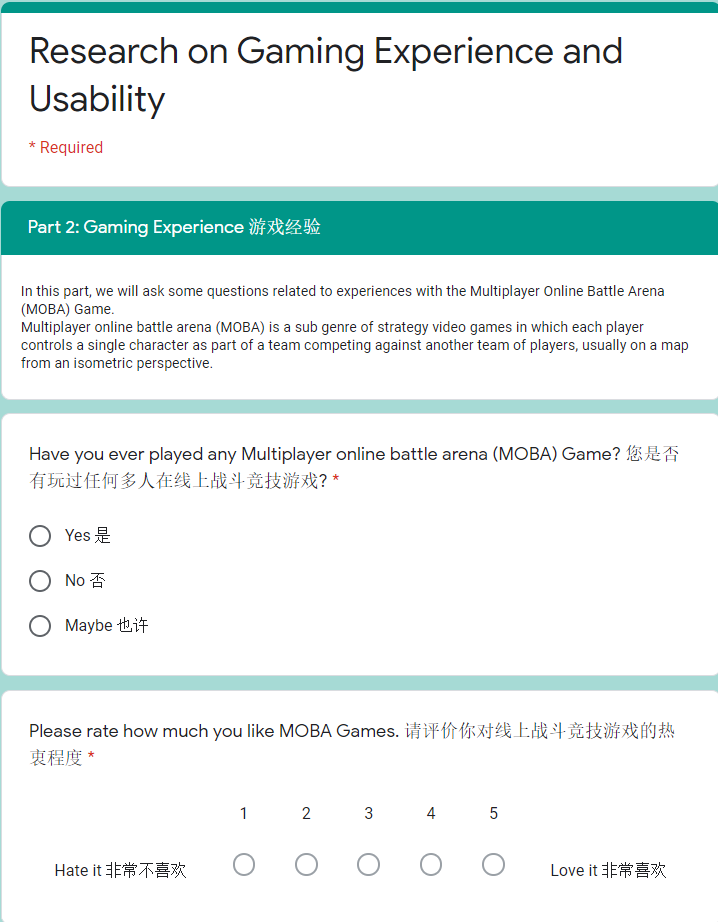 Research on Gaming Experience and
Usability
* Required
Part 2: Gaming Experience 游戏经验
In this part, we will ask some questions related to experiences with the Multiplayer Online Battle Arena
(MOBA) Game.
Multiplayer online battle arena (MOBA) is a sub genre of strategy video games in which each player
controls a single character as part of a team competing against another team of players, usually on a map
from an isometric perspective.
Have you ever played any Multiplayer online battle arena (MOBA) Game? 您是否
有玩过任何多人在线上战斗竞技游戏? *
Yes 是
No 否
Maybe 也许
Please rate how much you like MOBA Games. 请评价你对线上战斗竞技游戏的热
衷程度 *
1 2 3 4 5
Hate it 非常不喜欢 Love it 非常喜欢